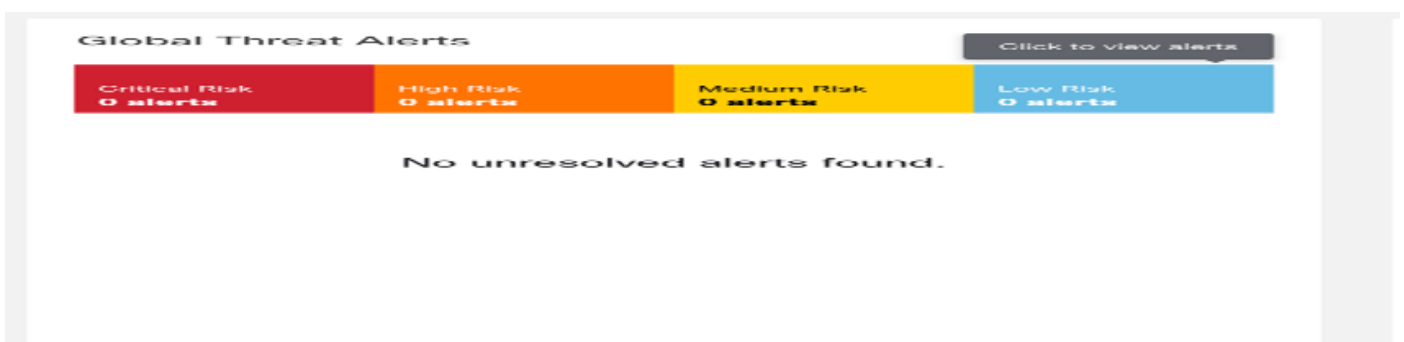 Global Threat Alerts
Click to view alerts
Critical Risk
0 alerts
High Risk
0 alerts
Medium Risk
0 alerts
Low Risk
0 alerts
No unresolved alerts found.